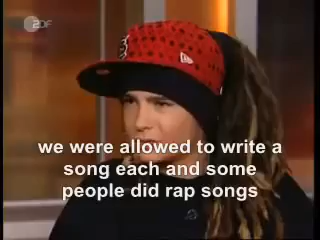 ZDF
we were allowed to write a
song each and some
people did rap songs